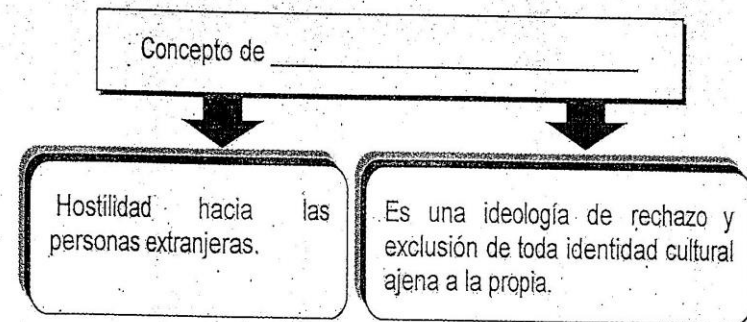 Concepto de
Hostilidad hacia las
personas extranjeras.
Es una ideología de rechazo y
exclusión de toda identidad cultural
ajena a la propia.